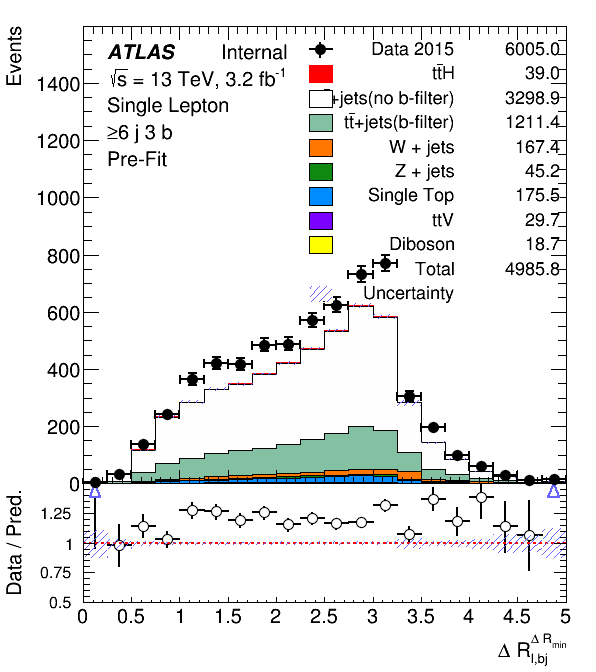 Events
ATLAS Internal
√s = 13 TeV, 3.2 fb-1
Single Lepton
≥6 j 3 b
Pre-Fit
Data 2015 6005.0
tt̄H 39.0
+jets(no b-filter) 3298.9
tt̄+jets(b-filter) 1211.4
W + jets 167.4
Z + jets 45.2
Single Top 175.5
ttV 29.7
Diboson 18.7
Total 4985.8
Uncertainty
1400
1200
1000
800
600
400
200
0
Data / Pred.
1.25
1
0.75
0.5
0 0.5 1 1.5 2 2.5 3 3.5 4 4.5 5
Δ R l,bj Δ R min